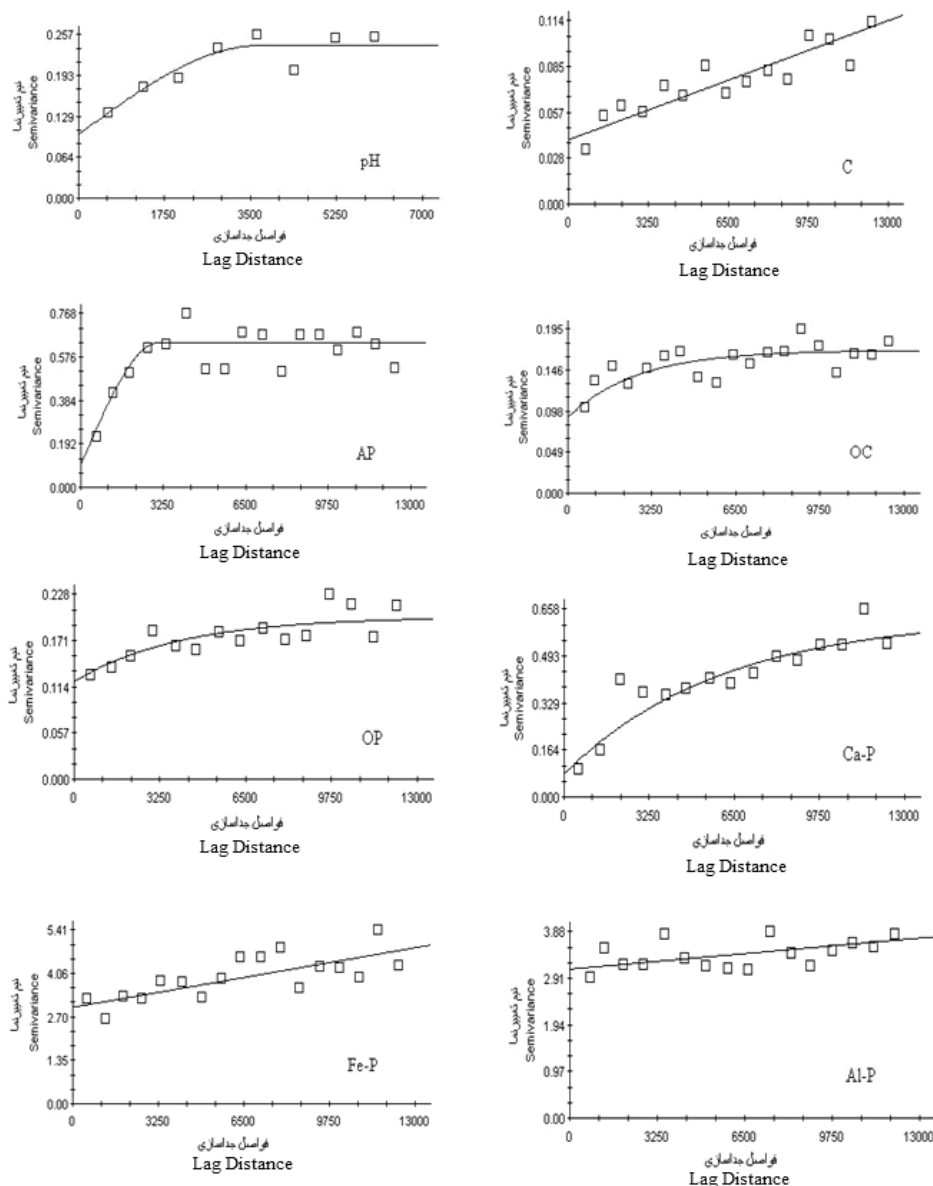 0.257
0.193
0.129
0.064
0.000
نیم تغییرنما
Semivariance
pH
0 1750 3500 5250 7000
فواصل جداسازی
Lag Distance
0.114
0.085
0.057
0.028
0.000
نیم تغییرنما
Semivariance
C
0 3250 6500 9750 13000
فواصل جداسازی
Lag Distance
0.768
0.576
0.384
0.192
0.000
نیم تغییرنما
Semivariance
AP
0 3250 6500 9750 13000
فواصل جداسازی
Lag Distance
0.195
0.146
0.098
0.049
0.000
نیم تغییرنما
Semivariance
OC
0 3250 6500 9750 13000
فواصل جداسازی
Lag Distance
0.228
0.171
0.114
0.057
0.000
نیم تغییرنما
Semivariance
OP
0 3250 6500 9750 13000
فواصل جداسازی
Lag Distance
0.658
0.493
0.329
0.164
0.000
نیم تغییرنما
Semivariance
Ca-P
0 3250 6500 9750 13000
فواصل جداسازی
Lag Distance
5.41
4.06
2.70
1.35
0.00
نیم تغییرنما
Semivariance
Fe-P
0 3250 6500 9750 13000
فواصل جداسازی
Lag Distance
3.88
2.91
1.94
0.97
0.00
نیم تغییرنما
Semivariance
Al-P
0 3250 6500 9750 13000
فواصل جداسازی
Lag Distance